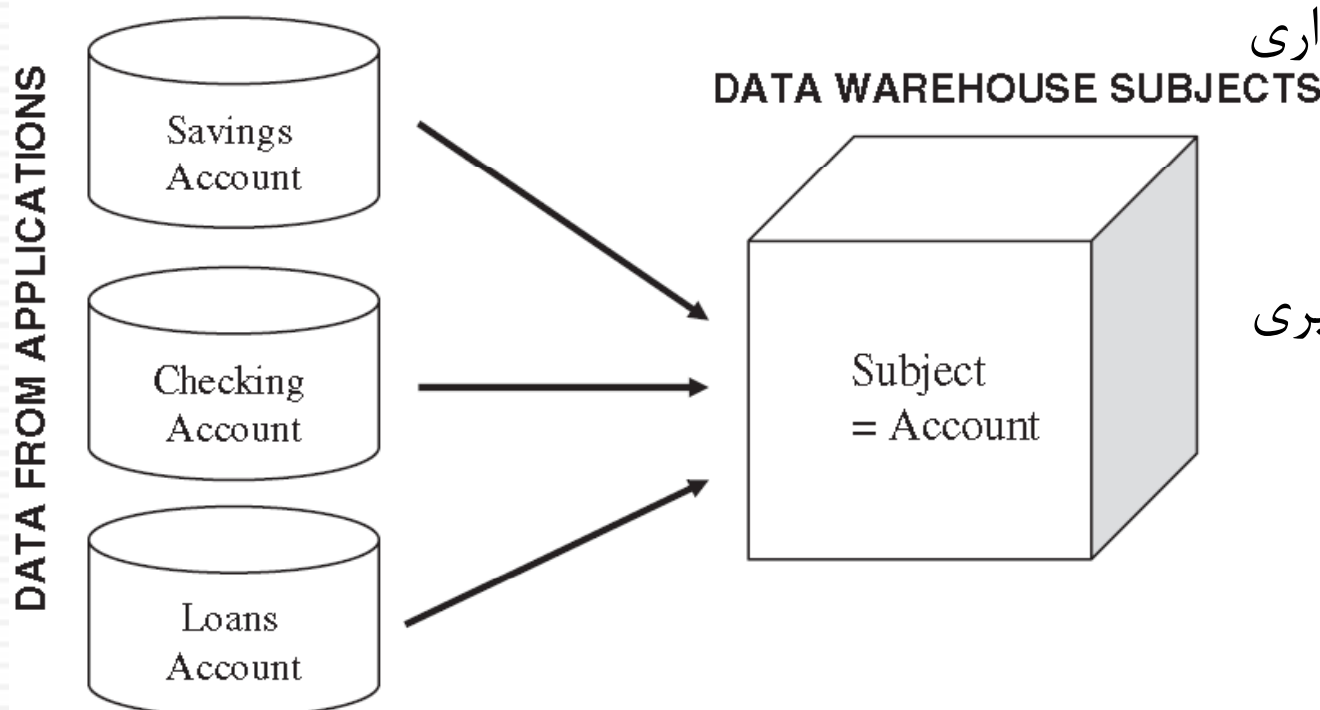 DATA FROM APPLICATIONS
Savings
Account
Checking
Account
Loans
Account
DATA WAREHOUSE SUBJECTS
Subject
= Account